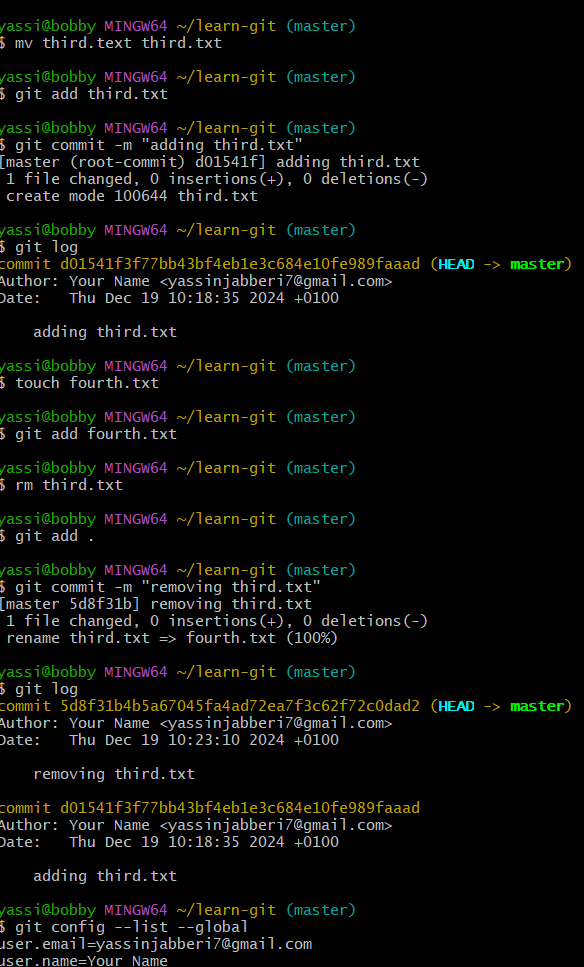 yassi@bobby MINGW64 ~/learn-git (master)
$ mv third.text third.txt
yassi@bobby MINGW64 ~/learn-git (master)
$ git add third.txt
yassi@bobby MINGW64 ~/learn-git (master)
$ git commit -m "adding third.txt"
[master (root-commit) d01541f] adding third.txt
 1 file changed, 0 insertions(+), 0 deletions(-)
 create mode 100644 third.txt
yassi@bobby MINGW64 ~/learn-git (master)
$ git log
commit d01541f3f77bb43bf4eb1e3c684e10fe989faaad (HEAD -> master)
Author: Your Name <yassinjabberi7@gmail.com>
Date:   Thu Dec 19 10:18:35 2024 +0100
    adding third.txt
yassi@bobby MINGW64 ~/learn-git (master)
$ touch fourth.txt
yassi@bobby MINGW64 ~/learn-git (master)
$ git add fourth.txt
yassi@bobby MINGW64 ~/learn-git (master)
$ rm third.txt
yassi@bobby MINGW64 ~/learn-git (master)
$ git add .
yassi@bobby MINGW64 ~/learn-git (master)
$ git commit -m "removing third.txt"
[master 5d8f31b] removing third.txt
 1 file changed, 0 insertions(+), 0 deletions(-)
 rename third.txt => fourth.txt (100%)
yassi@bobby MINGW64 ~/learn-git (master)
$ git log
commit 5d8f31b4b5a67045fa4ad72ea7f3c62f72c0dad2 (HEAD -> master)
Author: Your Name <yassinjabberi7@gmail.com>
Date:   Thu Dec 19 10:23:10 2024 +0100
    removing third.txt
commit d01541f3f77bb43bf4eb1e3c684e10fe989faaad
Author: Your Name <yassinjabberi7@gmail.com>
Date:   Thu Dec 19 10:18:35 2024 +0100
    adding third.txt
yassi@bobby MINGW64 ~/learn-git (master)
$ git config --list --global
user.email=yassinjabberi7@gmail.com
user.name=Your Name